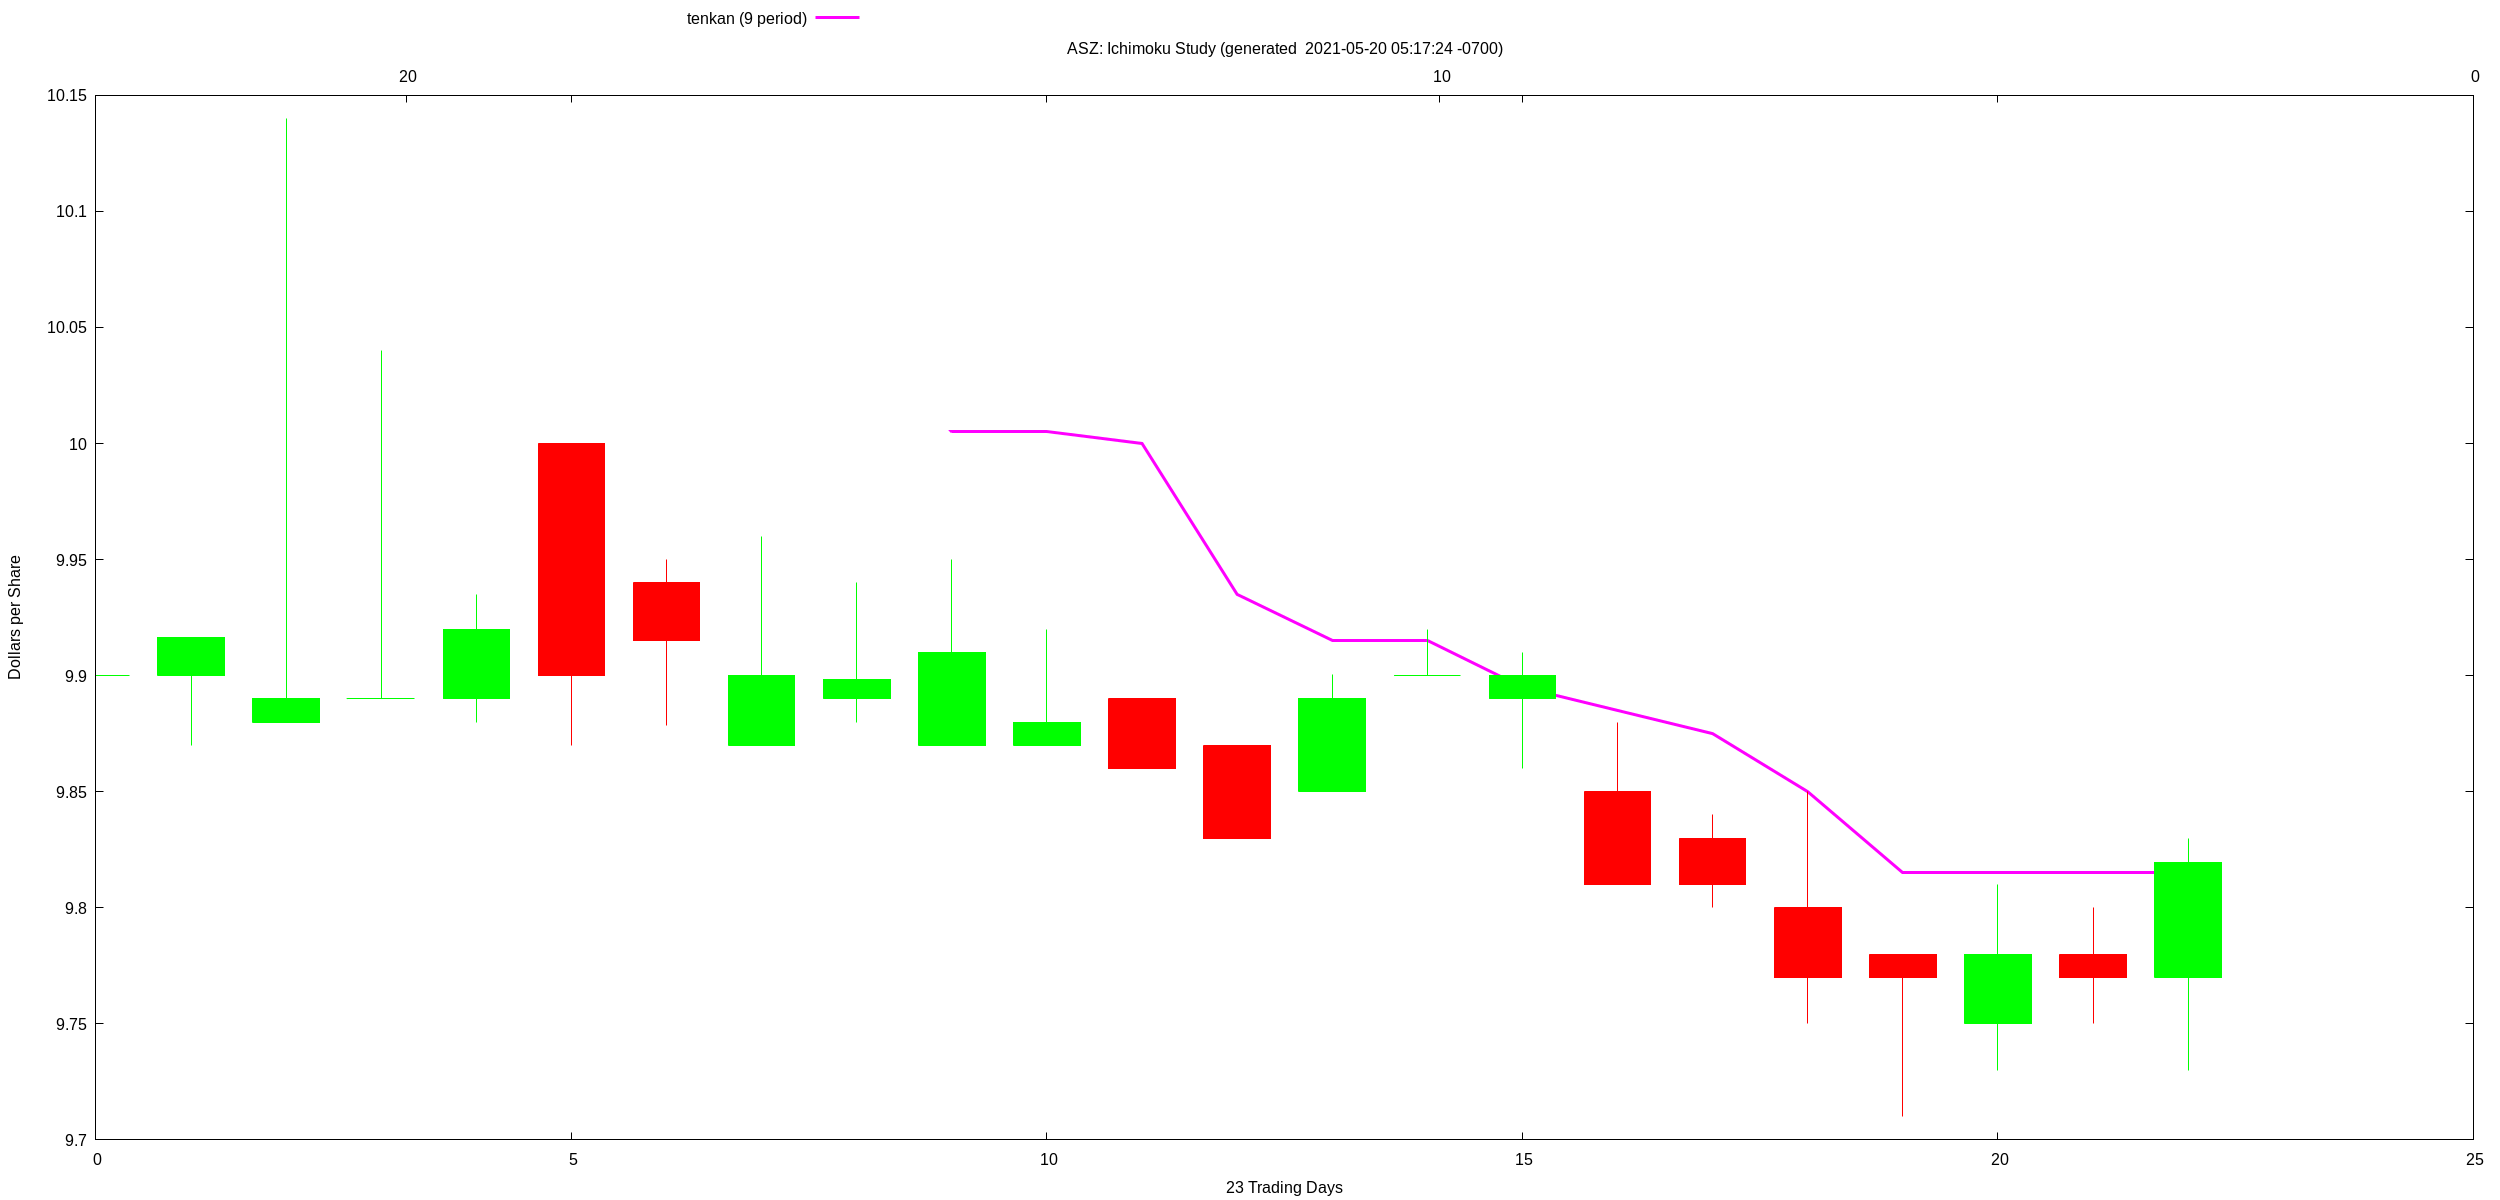 tenkan (9 period)
ASZ: Ichimoku Study (generated  2021-05-20 05:17:24 -0700)
20 10 0
10.15
10.1
10.05
10
9.95
9.9
9.85
9.8
9.75
9.7
Dollars per Share
0 5 10 15 20 25
23 Trading Days